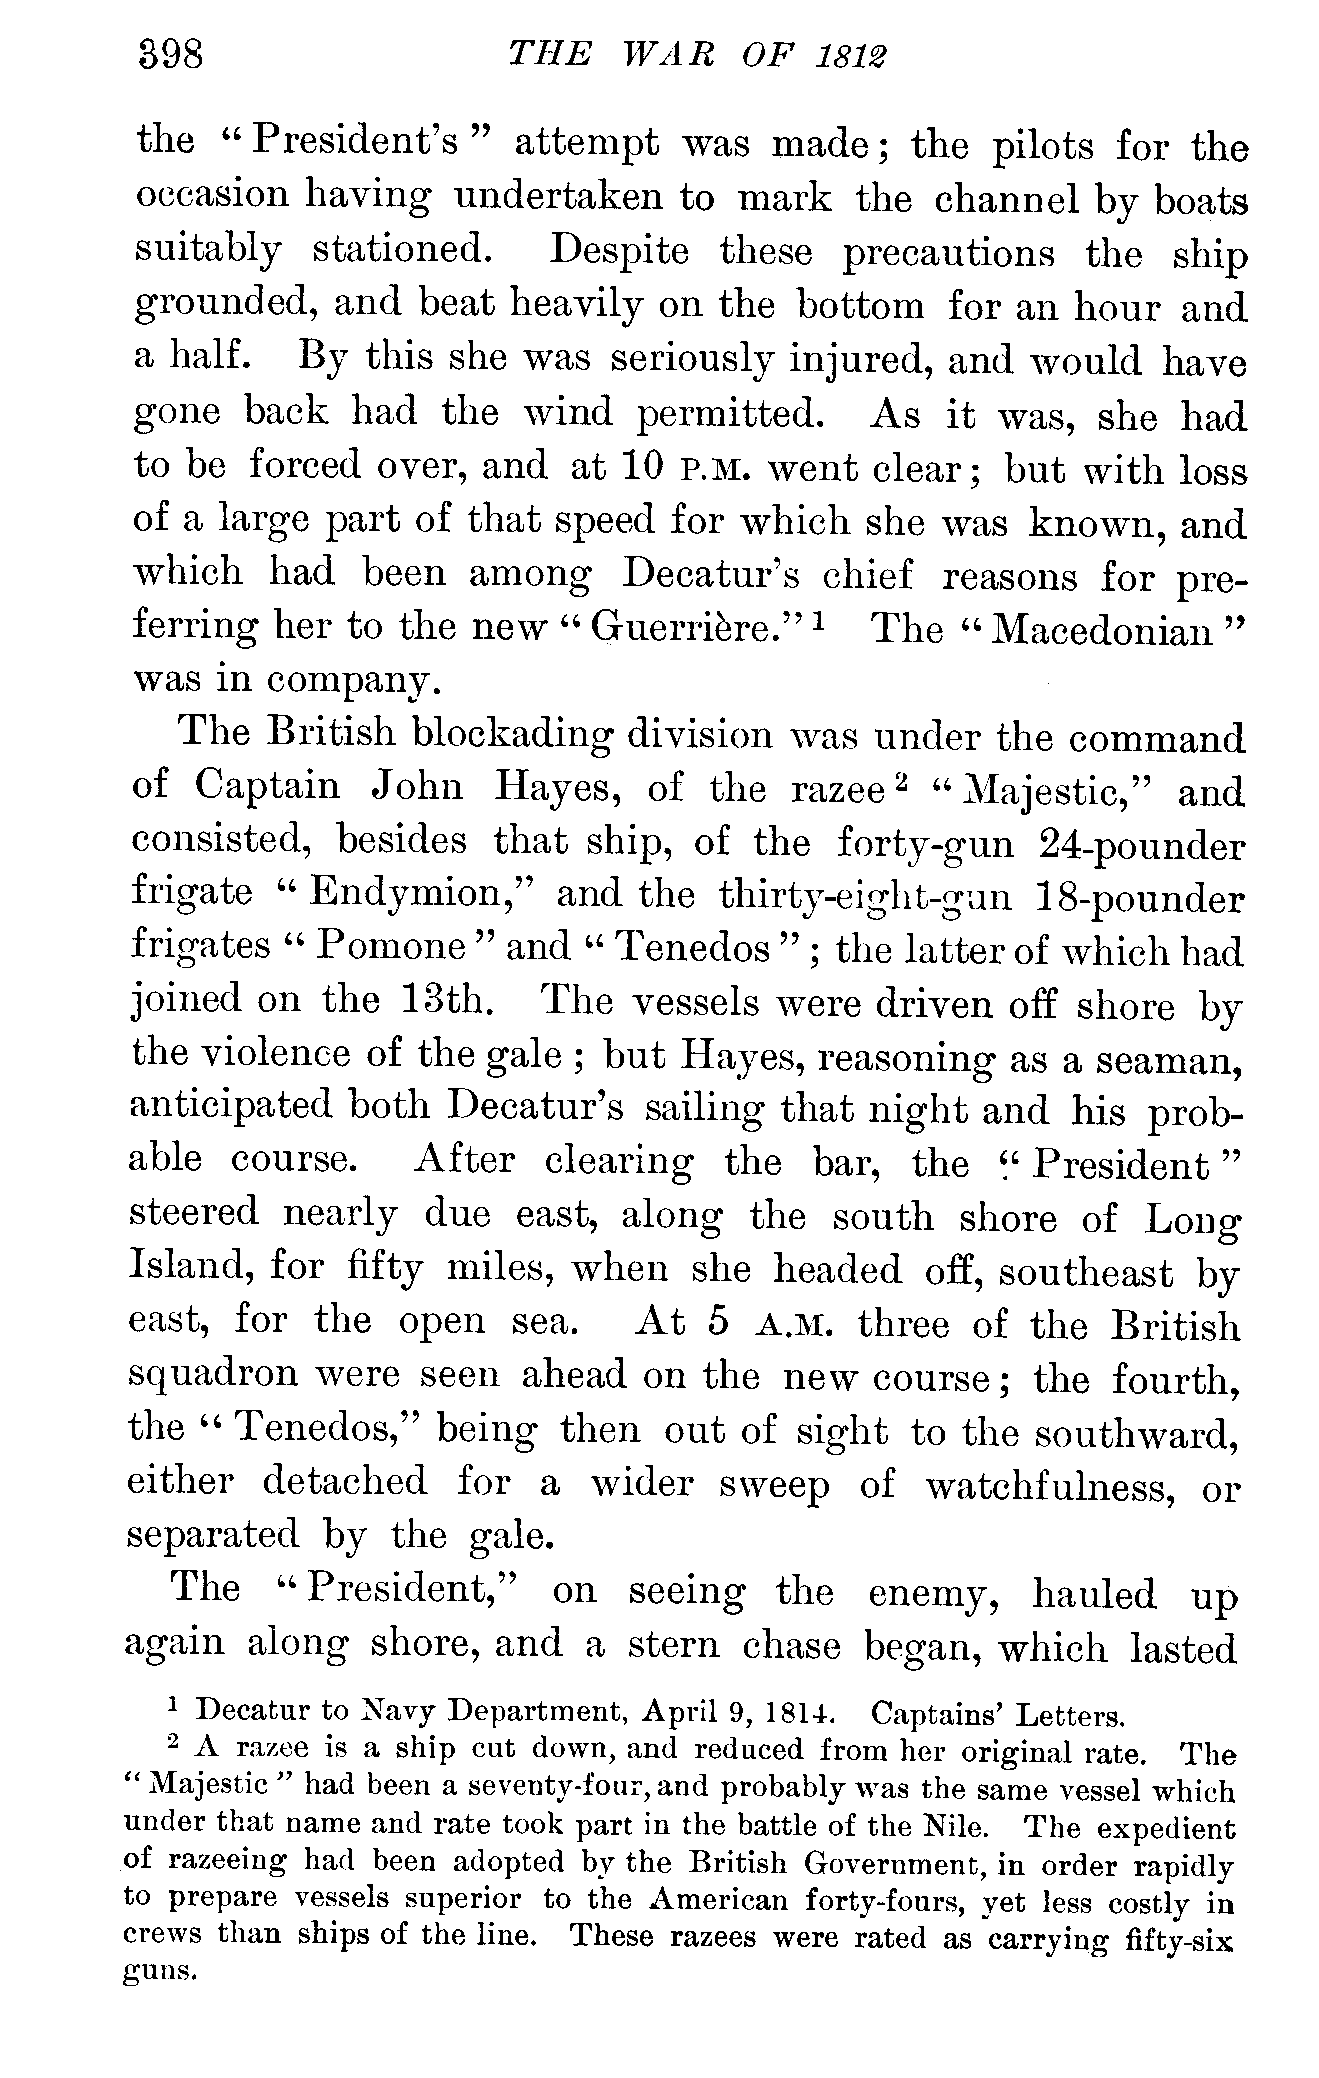 398 THE WAR OF 1812
the “ President's ” attempt was made ; the pilots for the
occasion having undertaken to mark the channel by boats
suitably stationed. Despite these precautions the ship
grounded, and beat heavily on the bottom for an hour and
a half. By this she was seriously injured, and would have
gone back had the wind permitted. As it was, she had
to be forced over, and at 10 P.M. went clear ; but with loss
of a large part of that speed for which she was known, and
which had been among Decatur's chief reasons for pre-
ferring her to the new “ Guerrière.” ¹ The “ Macedonian ”
was in company.
The British blockading division was under the command
of Captain John Hayes, of the razee ² “ Majestic,” and
consisted, besides that ship, of the forty-gun 24-pounder
frigate “ Endymion,” and the thirty-eight-gun 18-pounder
frigates “ Pomone ” and “ Tenedos ” ; the latter of which had
joined on the 13th. The vessels were driven off shore by
the violence of the gale ; but Hayes, reasoning as a seaman,
anticipated both Decatur's sailing that night and his prob-
able course. After clearing the bar, the “ President ”
steered nearly due east, along the south shore of Long
Island, for fifty miles, when she headed off, southeast by
east, for the open sea. At 5 A.M. three of the British
squadron were seen ahead on the new course ; the fourth,
the “ Tenedos,” being then out of sight to the southward,
either detached for a wider sweep of watchfulness, or
separated by the gale.
The “ President,” on seeing the enemy, hauled up
again along shore, and a stern chase began, which lasted
¹ Decatur to Navy Department, April 9, 1814. Captains' Letters.
² A razee is a ship cut down, and reduced from her original rate. The
“ Majestic ” had been a seventy-four, and probably was the same vessel which
under that name and rate took part in the battle of the Nile. The expedient
of razeeing had been adopted by the British Government, in order rapidly
to prepare vessels superior to the American forty-fours, yet less costly in
crews than ships of the line. These razees were rated as carrying fifty-six
guns.